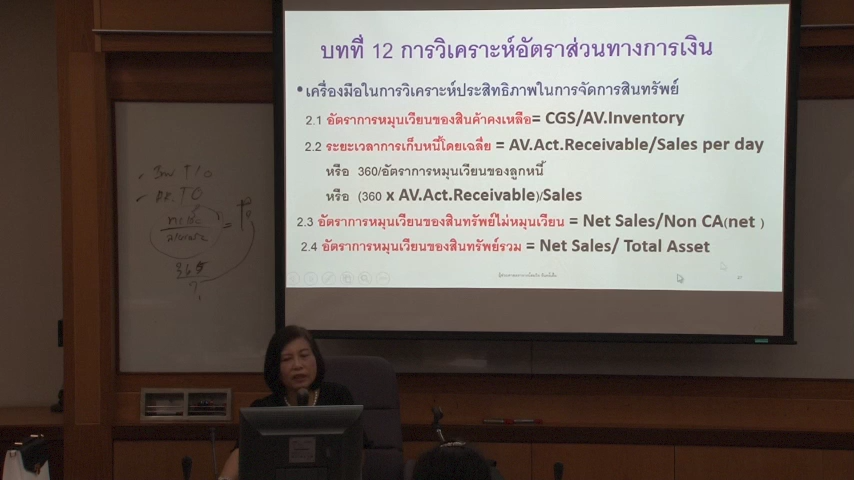 บทที่ 12 การวิเคราะห์อัตราส่วนทางการเงิน
• เครื่องมือในการวิเคราะห์ประสิทธิภาพในการจัดการสินทรัพย์
2.1 อัตราการหมุนเวียนของสินค้าคงเหลือ= CGS/AV.Inventory
2.2 ระยะเวลาการเก็บหนี้โดยเฉลี่ย = AV.Act.Receivable/Sales per day
หรือ 360/อัตราการหมุนเวียนของลูกหนี้
หรือ (360 x AV.Act.Receivable)/Sales
2.3 อัตราการหมุนเวียนของสินทรัพย์ไม่หมุนเวียน = Net Sales/Non CA(net )
2.4 อัตราการหมุนเวียนของสินทรัพย์รวม = Net Sales/ Total Asset
T/O
TO
365